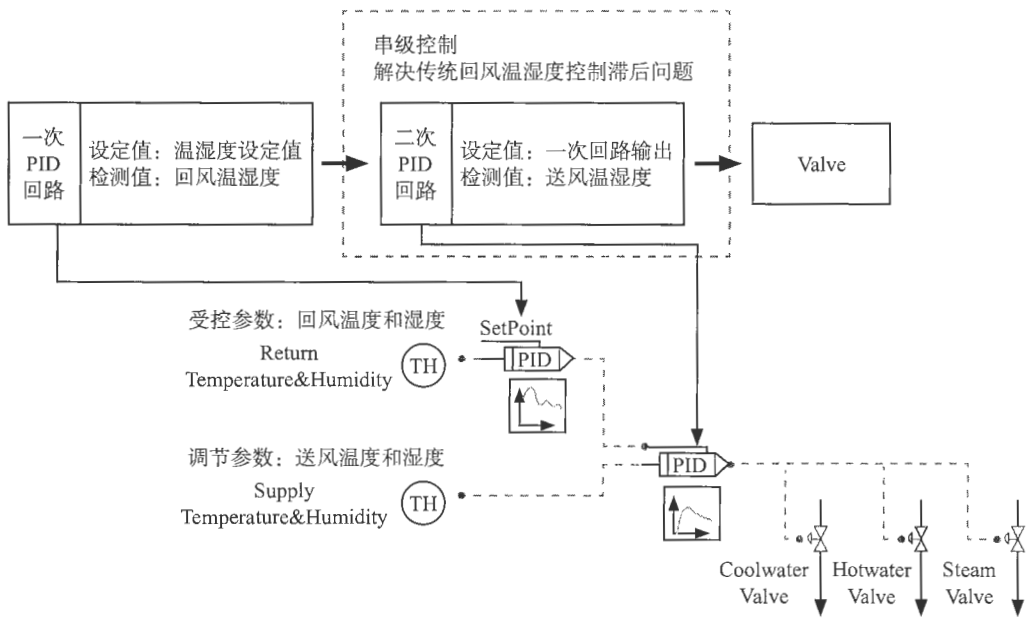 串级控制
解决传统回风温湿度控制滞后问题
一次
PID
回路
设定值：温湿度设定值
检测值：回风温湿度
二次
PID
回路
设定值：一次回路输出
检测值：送风温湿度
Valve
受控参数：回风温度和湿度
Return
Temperature&Humidity
TH
SetPoint
PID
调节参数：送风温度和湿度
Supply
Temperature&Humidity
TH
PID
Coolwater
Valve
Hotwater
Valve
Steam
Valve